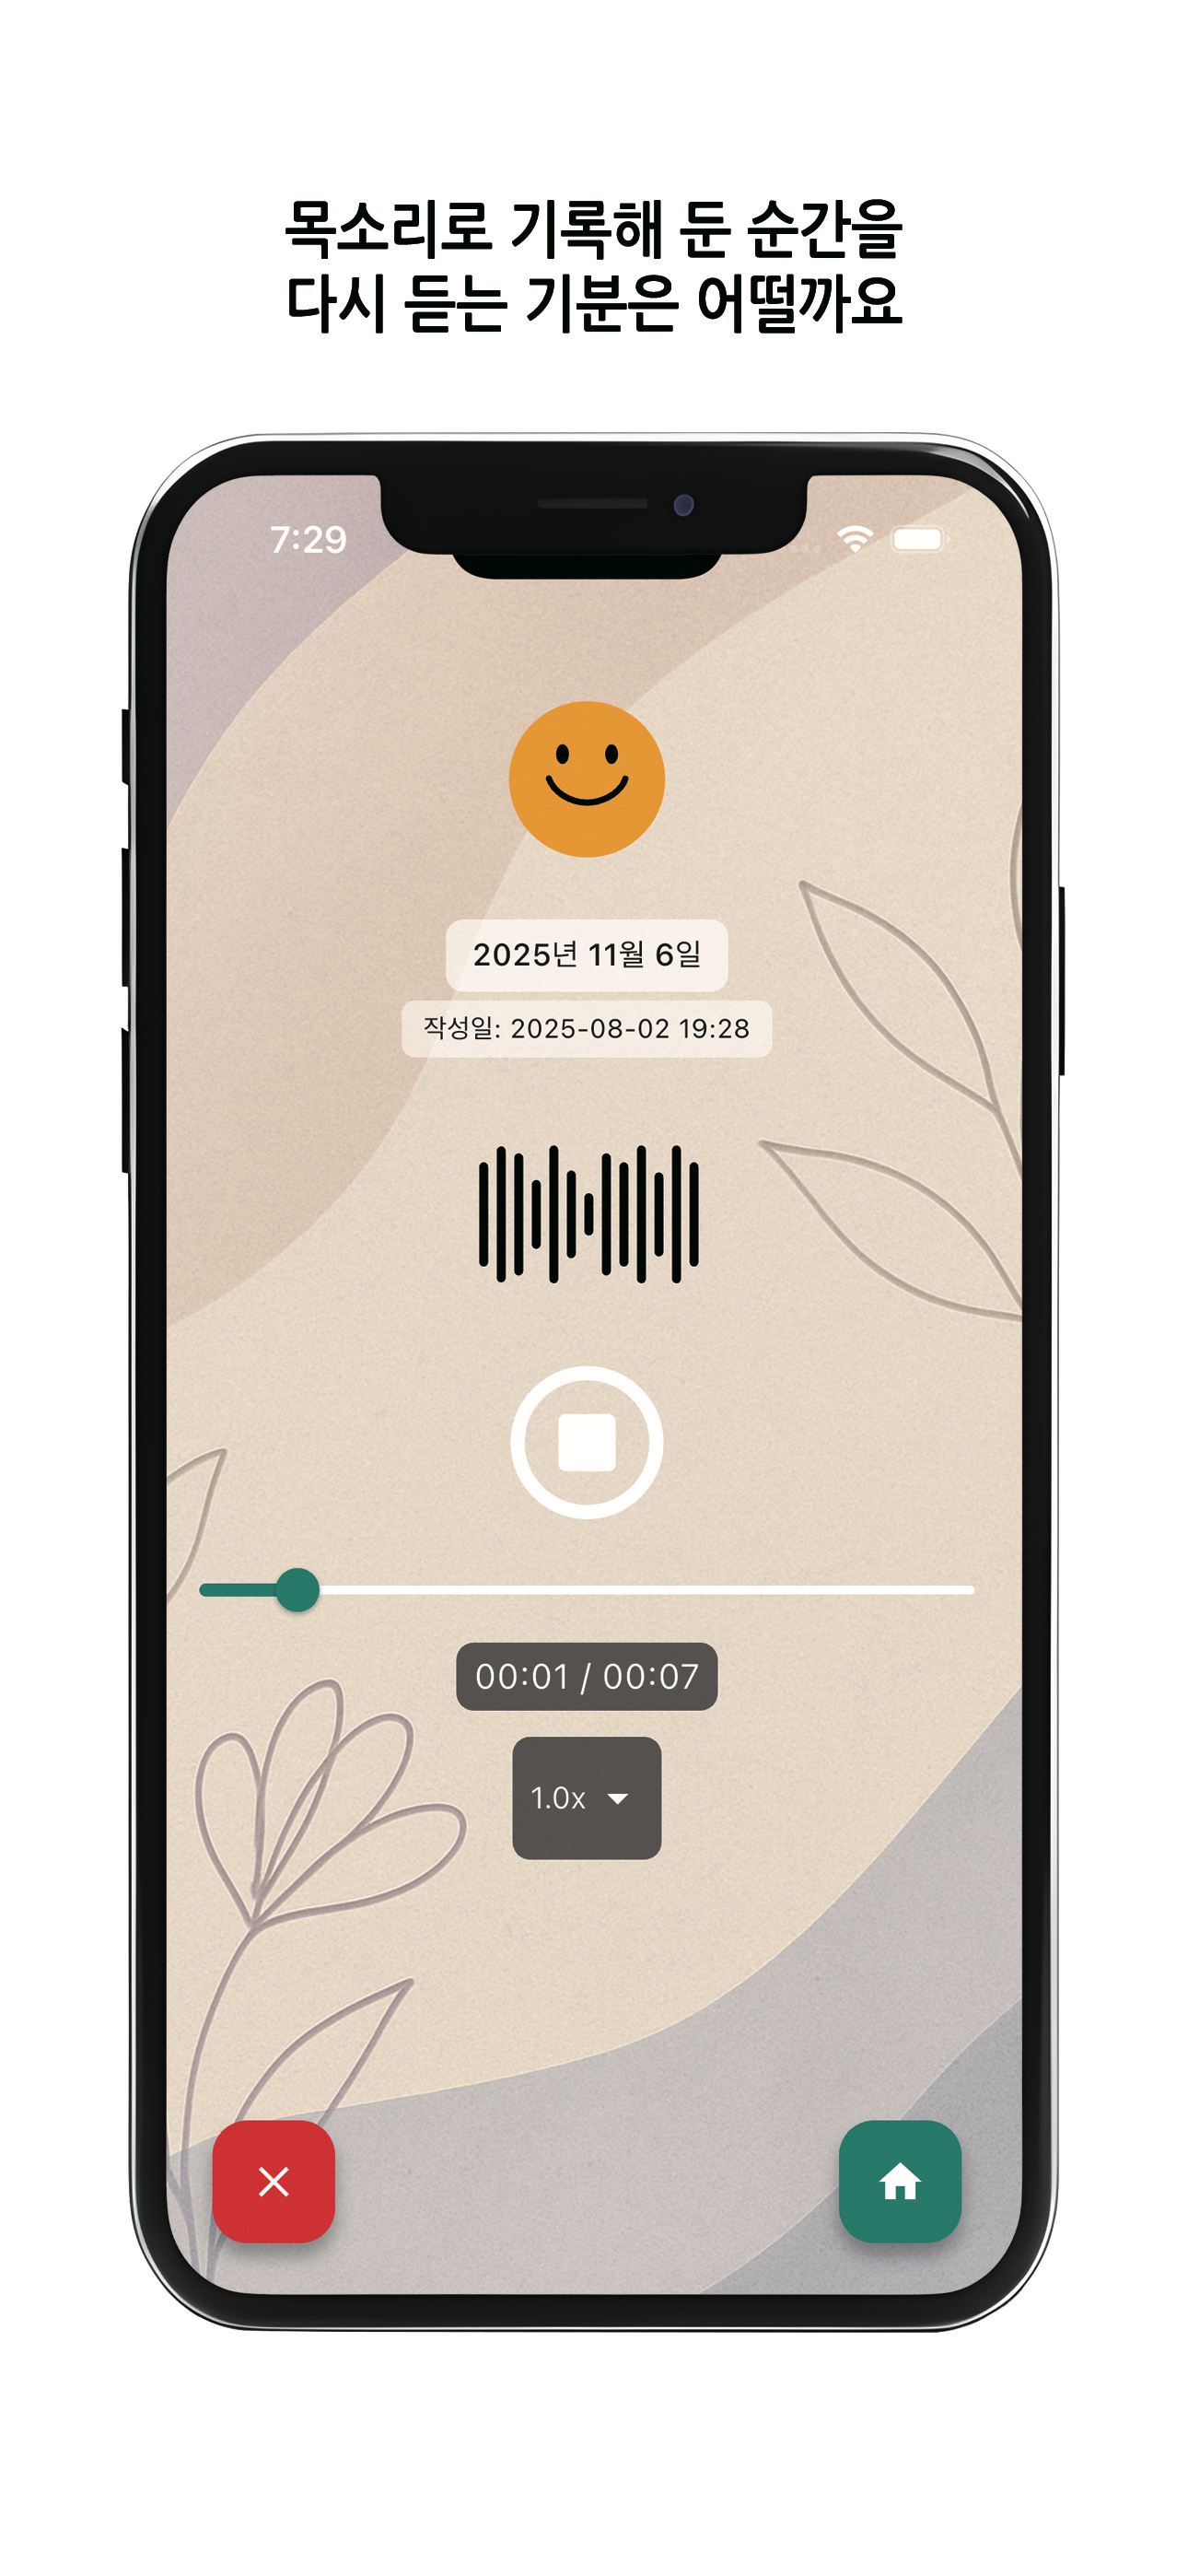 목소리로 기록해 둔 순간을
다시 듣는 기분은 어떨까요
7:29
2025년 11월 6일
작성일: 2025-08-02 19:28
00:01 / 00:07
1.0x